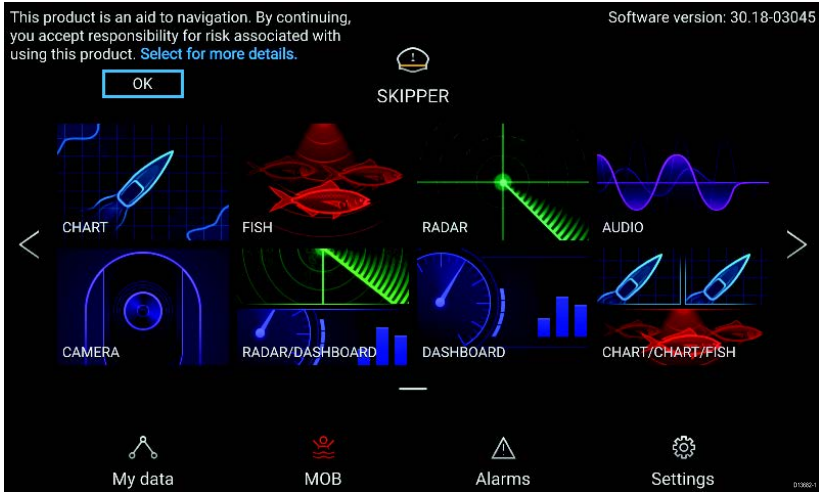 This product is an aid to navigation. By continuing,
you accept responsibility for risk associated with
using this product. Select for more details.
Software version: 30.18-03045
OK
SKIPPER
CHART
FISH
RADAR
AUDIO
CAMERA
RADAR/DASHBOARD
DASHBOARD
CHART/CHART/FISH
My data
MOB
Alarms
Settings
D13682-1